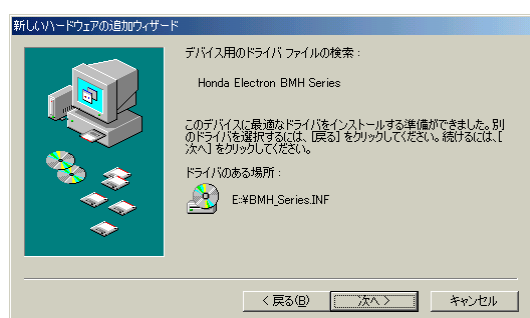 新しいハードウェアの追加ウィザード
デバイス用のドライバ ファイルの検索 :
Honda Electron BMH Series
このデバイスに最適なドライバをインストールする準備ができました。別
のドライバを選択するには、[戻る] をクリックしてください。続けるには、[
次へ] をクリックしてください。
ドライバのある場所 :
E:¥BMH_Series.INF
< 戻る(B)
次へ >
キャンセル